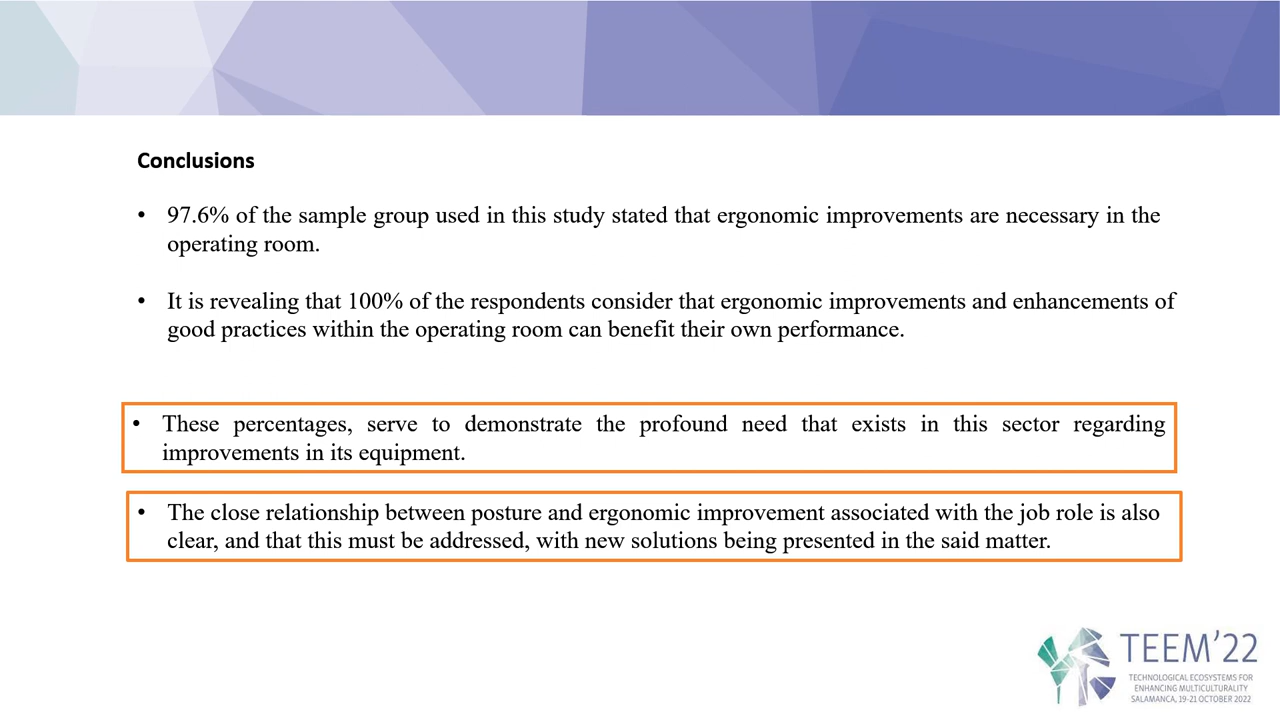 Conclusions
• 97.6% of the sample group used in this study stated that ergonomic improvements are necessary in the
operating room.
• It is revealing that 100% of the respondents consider that ergonomic improvements and enhancements of
good practices within the operating room can benefit their own performance.
• These percentages, serve to demonstrate the profound need that exists in this sector regarding
improvements in its equipment.
• The close relationship between posture and ergonomic improvement associated with the job role is also
clear, and that this must be addressed, with new solutions being presented in the said matter.
TEEM’22
TECHNOLOGICAL ECOSYSTEMS FOR
ENHANCING MULTICULTURALITY
SALAMANCA, 19-21 OCTOBER 2022